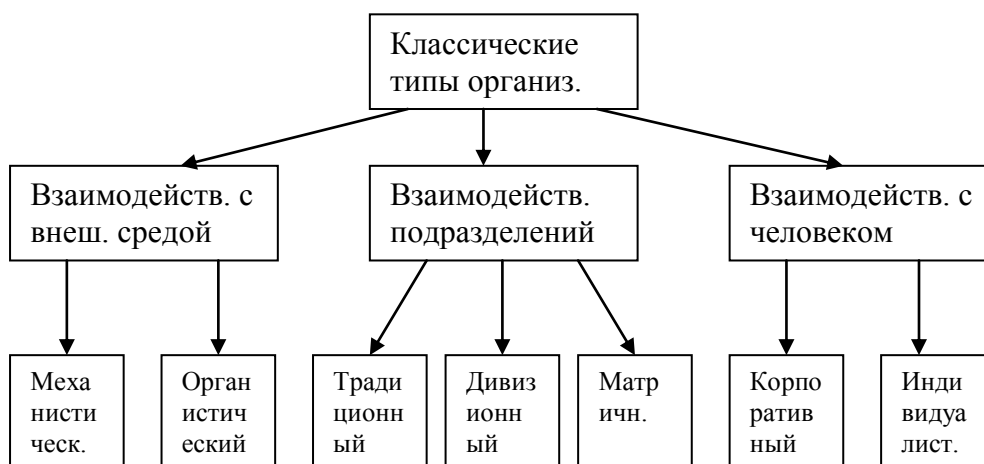 Классические
типы организ.
Взаимодейств. с
внеш. средой
Взаимодейств.
подразделений
Взаимодейств. с
человеком
Меха
нисти
ческ.
Орган
истич
еский
Тради
ционн
ый
Дивиз
ионн
ый
Матр
ичн.
Корпо
ратив
ный
Инди
видуа
лист.